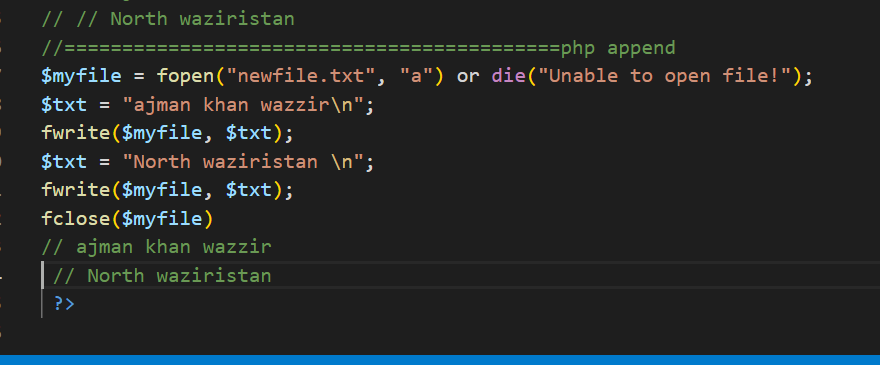 // // North waziristan
//===========================================php append
$myfile = fopen("newfile.txt", "a") or die("Unable to open file!");
$txt = "ajman khan wazzir\n";
fwrite($myfile, $txt);
$txt = "North waziristan \n";
fwrite($myfile, $txt);
fclose($myfile)
// ajman khan wazzir
// North waziristan
?>